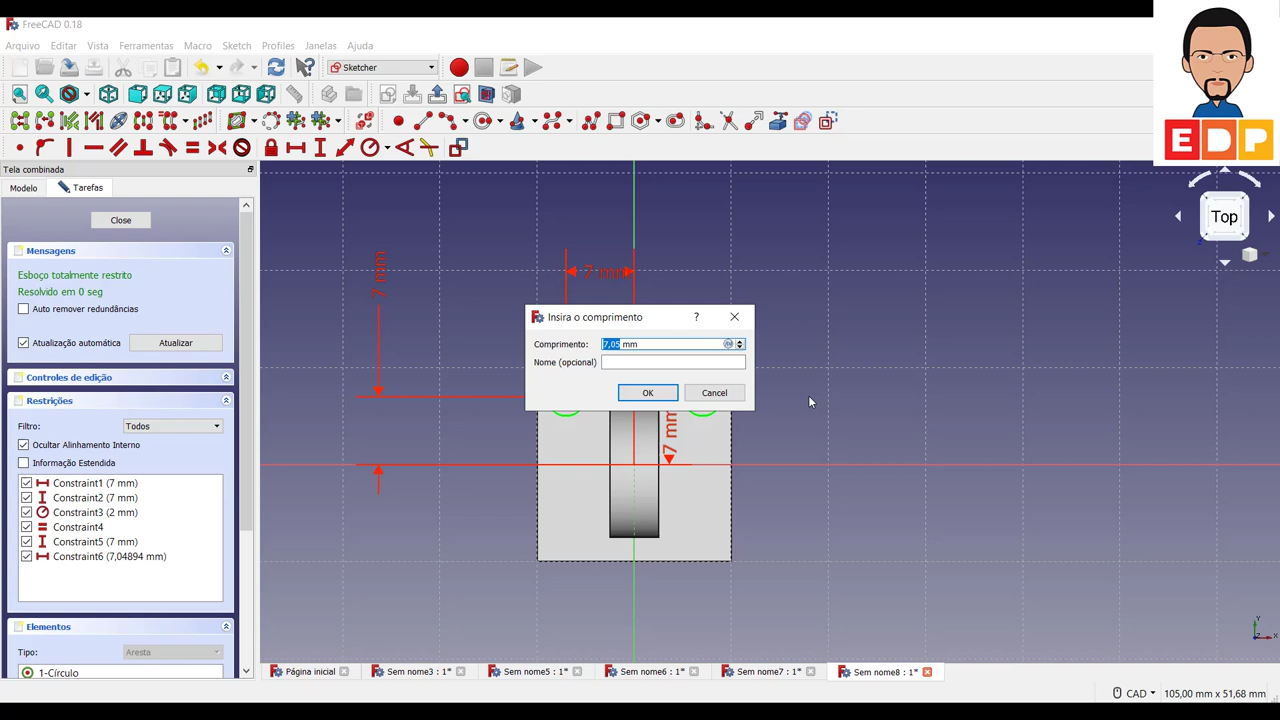 FreeCAD 0.18
Arquivo Editar Vista Ferramentas Macro Sketch Profiles Janelas Ajuda
Sketcher
EDP
Tela combinada
Modelo Tarefas
Close
Mensagens
Esboço totalmente restrito
Resolvido em 0 seg
Auto remover redundâncias
Atualização automática Atualizar
Controles de edição
Restrições
Filtro: Todos
Ocultar Alinhamento Interno
Informação Estendida
Constraint1 (7 mm)
Constraint2 (7 mm)
Constraint3 (2 mm)
Constraint4
Constraint5 (7 mm)
Constraint6 (7,04894 mm)
Elementos
Tipo: Aresta
1-Círculo
7 mm
7 mm
7 mm
Insira o comprimento ?
Comprimento: 7,05 mm
Nome (opcional)
OK Cancel
Top
Y
Z X
Página inicial Sem nome3 : 1* Sem nome5 : 1* Sem nome6 : 1* Sem nome7 : 1* Sem nome8 : 1*
CAD 105,00 mm x 51,68 mm